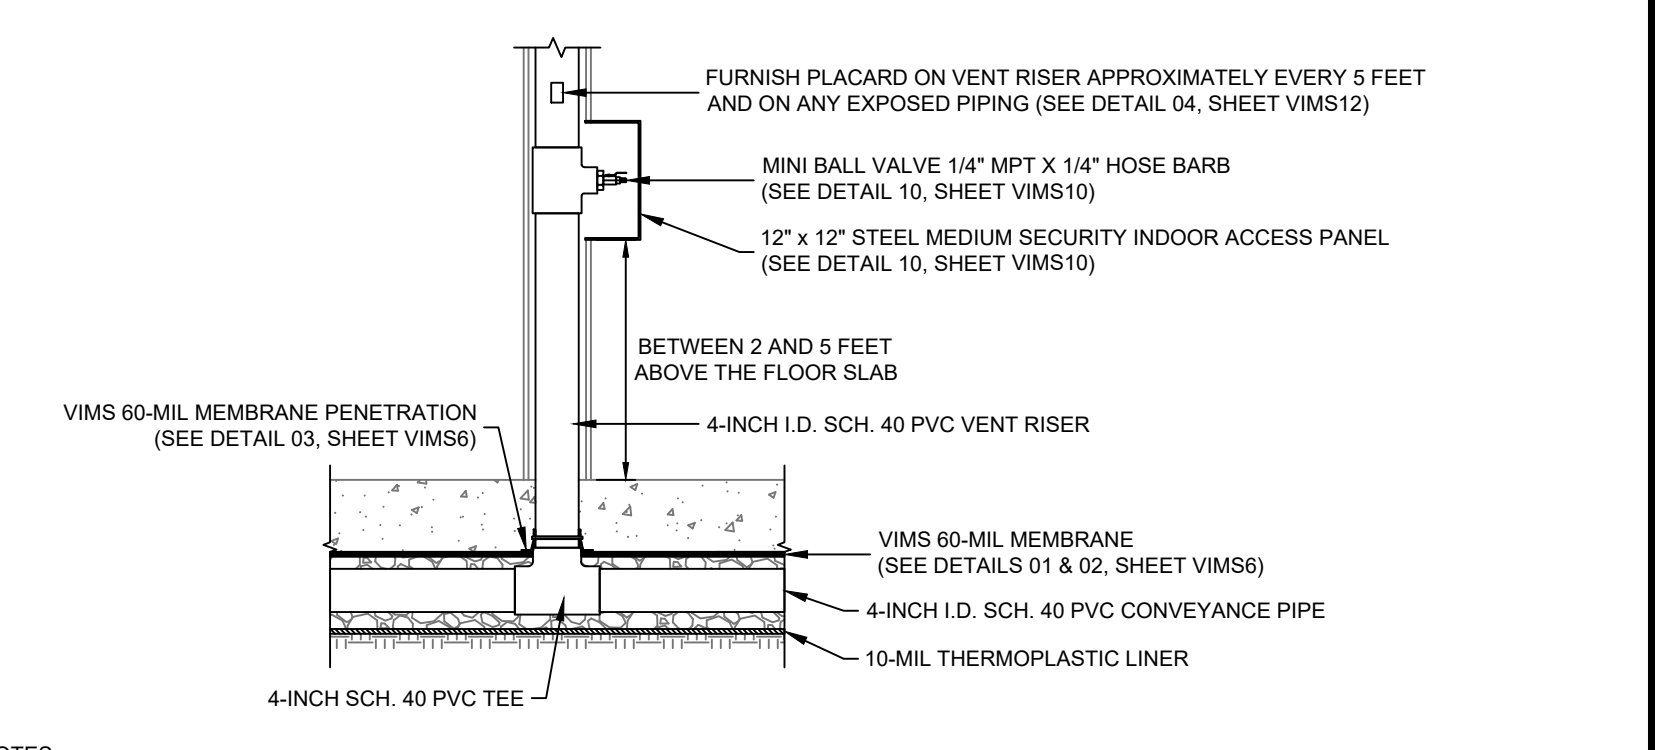 FURNISH PLACARD ON VENT RISER APPROXIMATELY EVERY 5 FEET
AND ON ANY EXPOSED PIPING (SEE DETAIL 04, SHEET VIMS12)
MINI BALL VALVE 1/4" MPT X 1/4" HOSE BARB
(SEE DETAIL 10, SHEET VIMS10)
12" x 12" STEEL MEDIUM SECURITY INDOOR ACCESS PANEL
(SEE DETAIL 10, SHEET VIMS10)
BETWEEN 2 AND 5 FEET
ABOVE THE FLOOR SLAB
VIMS 60-MIL MEMBRANE PENETRATION
(SEE DETAIL 03, SHEET VIMS6)
4-INCH I.D. SCH. 40 PVC VENT RISER
VIMS 60-MIL MEMBRANE
(SEE DETAILS 01 & 02, SHEET VIMS6)
4-INCH I.D. SCH. 40 PVC CONVEYANCE PIPE
10-MIL THERMOPLASTIC LINER
4-INCH SCH. 40 PVC TEE